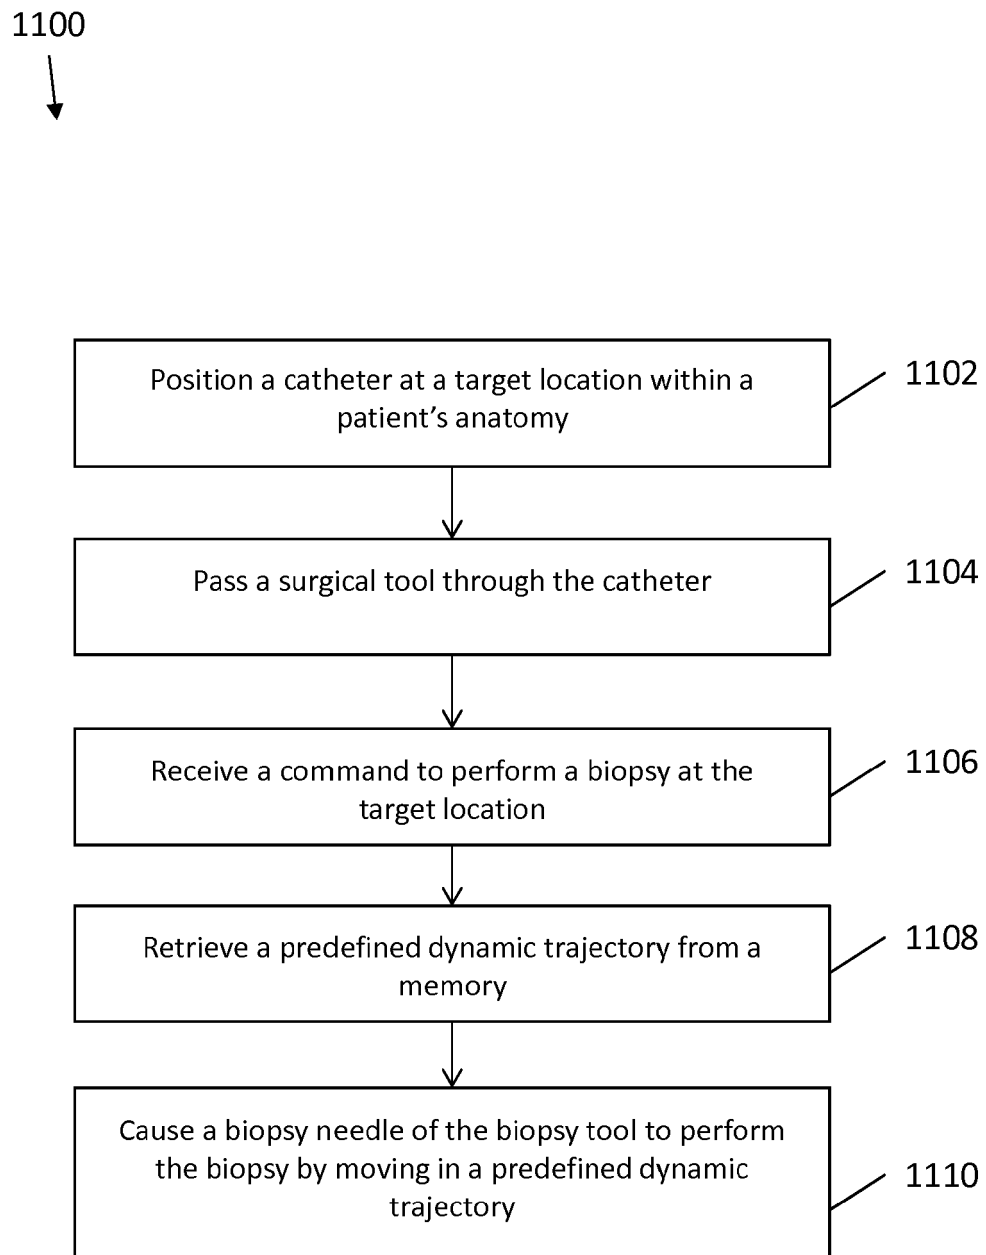 1100
Position a catheter at a target location within a
patient’s anatomy
1102
Pass a surgical tool through the catheter
1104
Receive a command to perform a biopsy at the
target location
1106
Retrieve a predefined dynamic trajectory from a
memory
1108
Cause a biopsy needle of the biopsy tool to perform
the biopsy by moving in a predefined dynamic
trajectory
1110